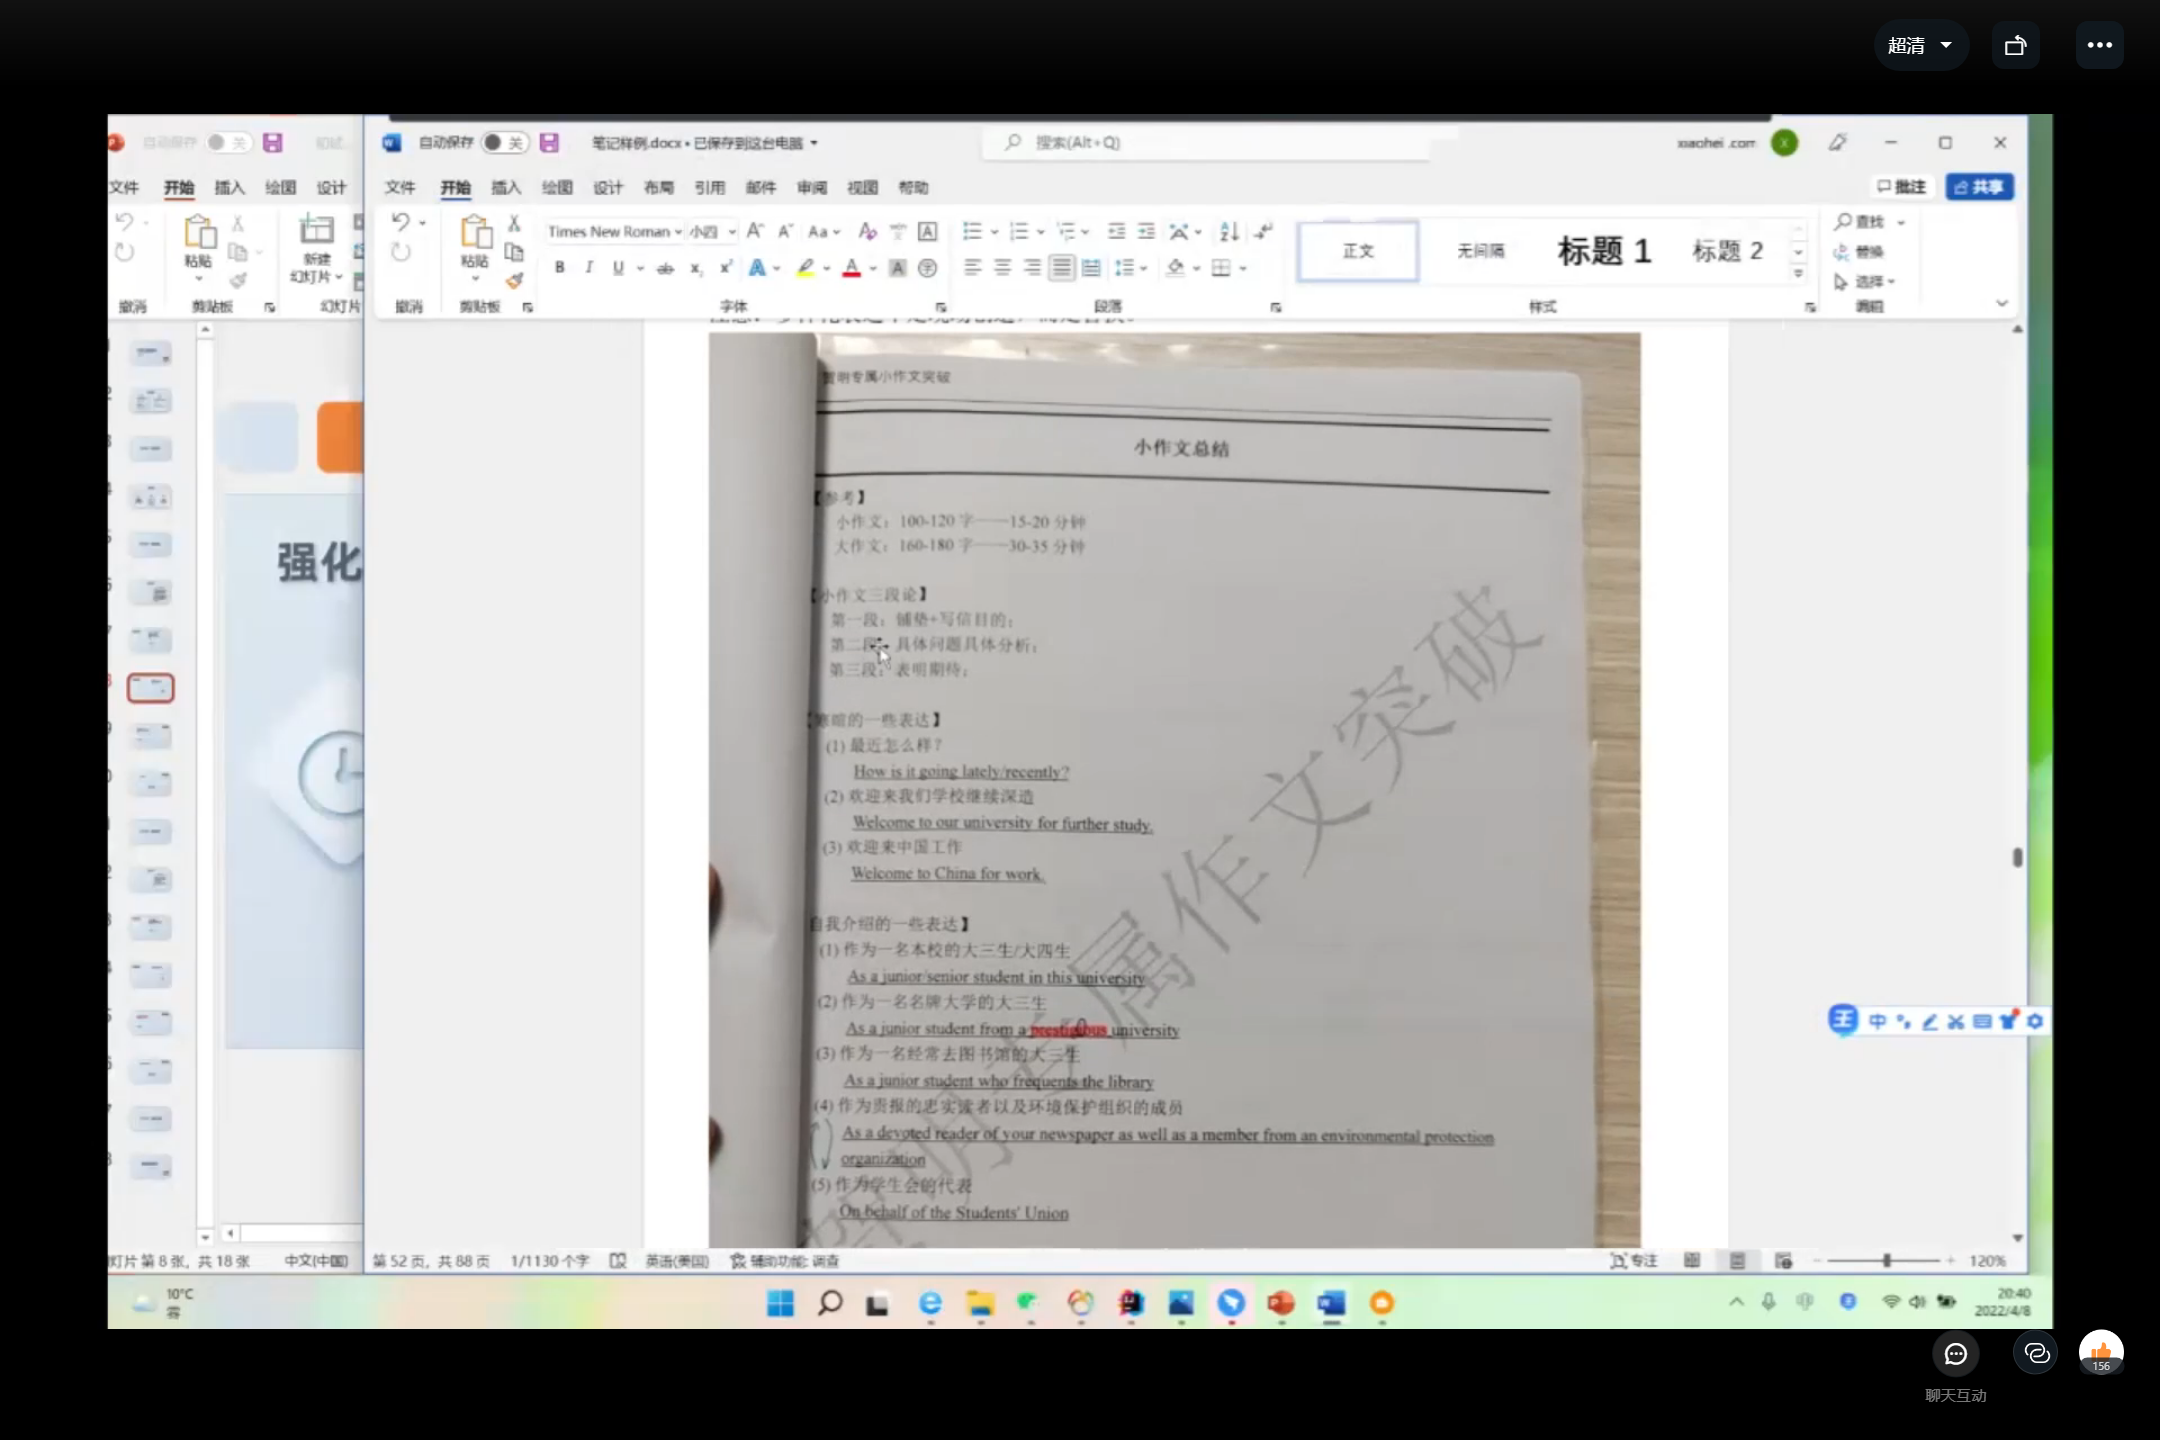 超清
自动保存 关
自动保存 关 笔记样例.docx • 已保存到这台电脑
搜索(Alt+Q)
xiaohei .com X
文件 开始 插入 绘图 设计
文件 开始 插入 绘图 设计 布局 引用 邮件 审阅 视图 帮助
批注 共享
粘贴 新建 幻灯片
撤消 剪贴板 幻灯片
粘贴
Times New Roman 小四
正文 无间隔 标题 1 标题 2
查找
替换
选择
撤消 剪贴板 字体 段落 样式 编辑
强化
明专属小作文突破
小作文总结
【参考】
小作文：100-120 字——15-20 分钟
大作文：160-180 字——30-35 分钟
【小作文三段论】
第一段：铺垫+写信目的；
第二段：具体问题具体分析；
第三段：表明期待；
【寒暄的一些表达】
(1) 最近怎么样？
How is it going lately/recently?
(2) 欢迎来我们学校继续深造
Welcome to our university for further study.
(3) 欢迎来中国工作
Welcome to China for work.
自我介绍的一些表达】
(1) 作为一名本校的大三生/大四生
As a junior/senior student in this university
(2) 作为一名名牌大学的大三生
As a junior student from a prestigious university
(3) 作为一名经常去图书馆的大三生
As a junior student who frequents the library
(4) 作为贵报的忠实读者以及环境保护组织的成员
As a devoted reader of your newspaper as well as a member from an environmental protection
organization
(5) 作为学生会的代表
On behalf of the Students' Union
明专属作文突破
中
灯片 第 8 张，共 18 张 中文(中国)
第 52 页，共 88 页 1/1130 个字 英语(美国) 辅助功能: 调查
专注 120%
10°C
雾
20:40
2022/4/8
156
聊天互动